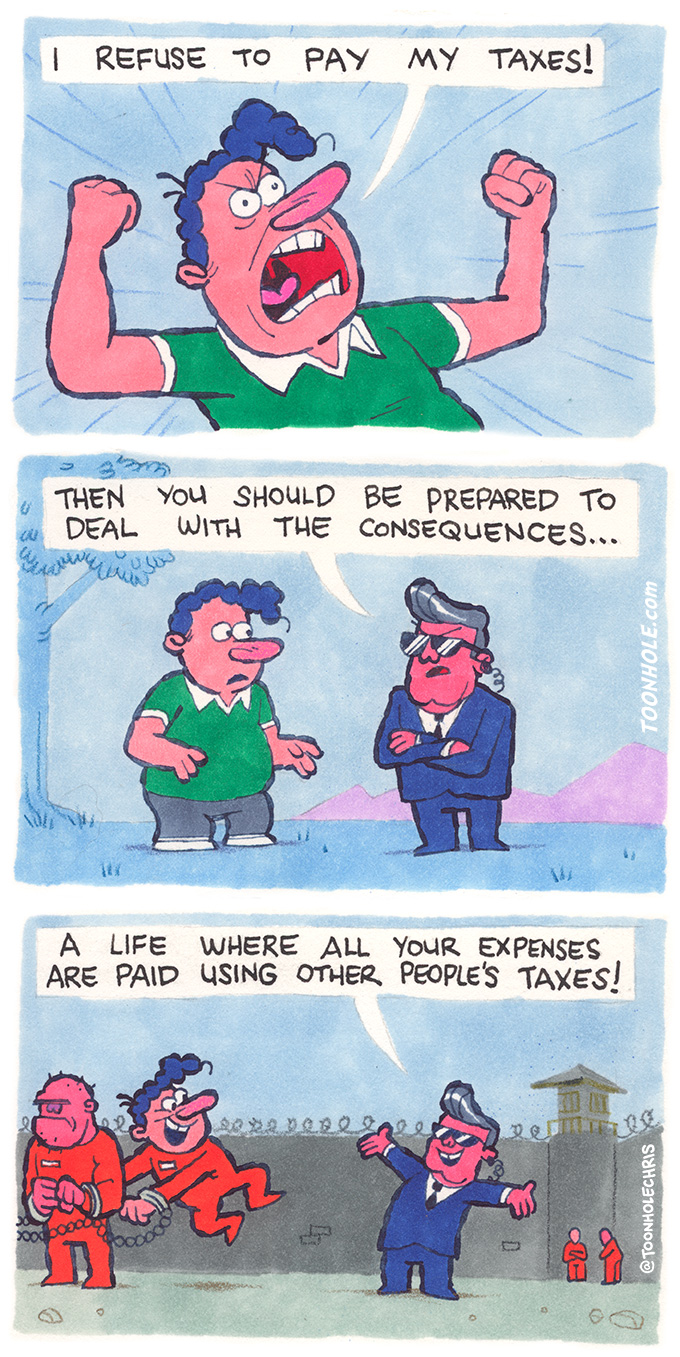 I REFUSE TO PAY MY TAXES!
THEN YOU SHOULD BE PREPARED TO
DEAL WITH THE CONSEQUENCES...
TOONHOLE.com
A LIFE WHERE ALL YOUR EXPENSES
ARE PAID USING OTHER PEOPLE'S TAXES!
@TOONHOLECHRIS